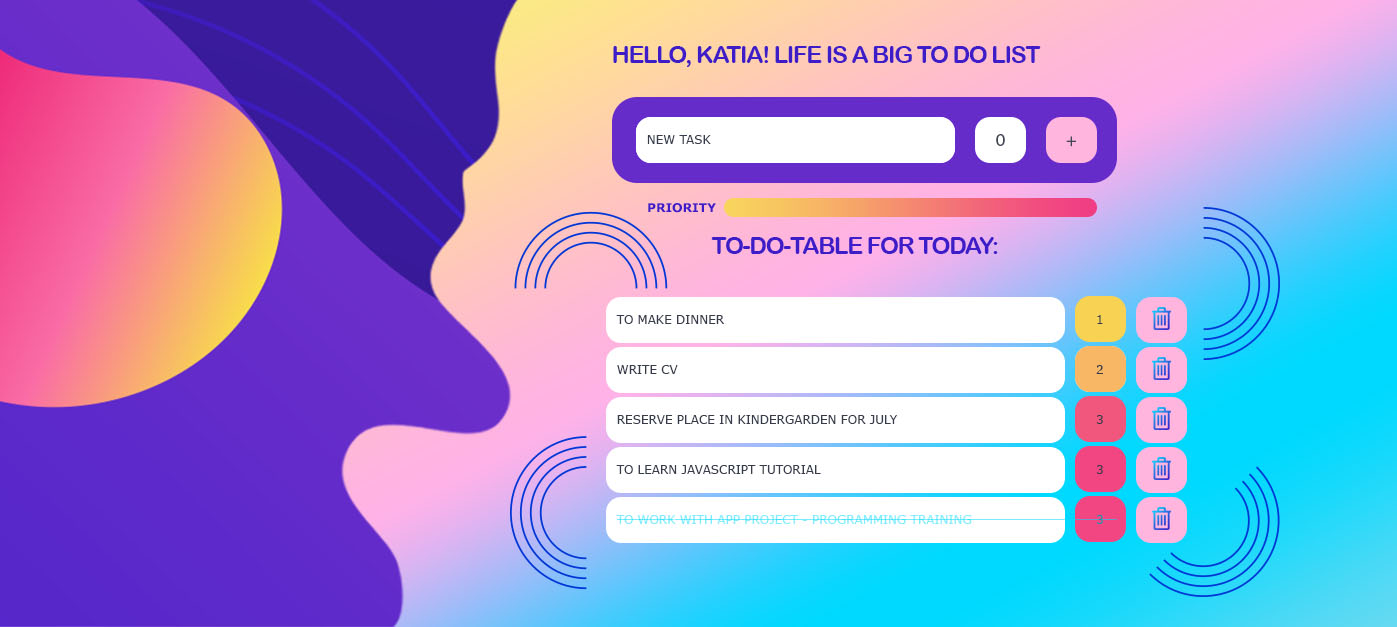 HELLO, KATIA! LIFE IS A BIG TO DO LIST
NEW TASK 0 +
PRIORITY
TO-DO-TABLE FOR TODAY:
TO MAKE DINNER 1
WRITE CV 2
RESERVE PLACE IN KINDERGARDEN FOR JULY 3
TO LEARN JAVASCRIPT TUTORIAL 3
TO WORK WITH APP PROJECT - PROGRAMMING TRAINING 3